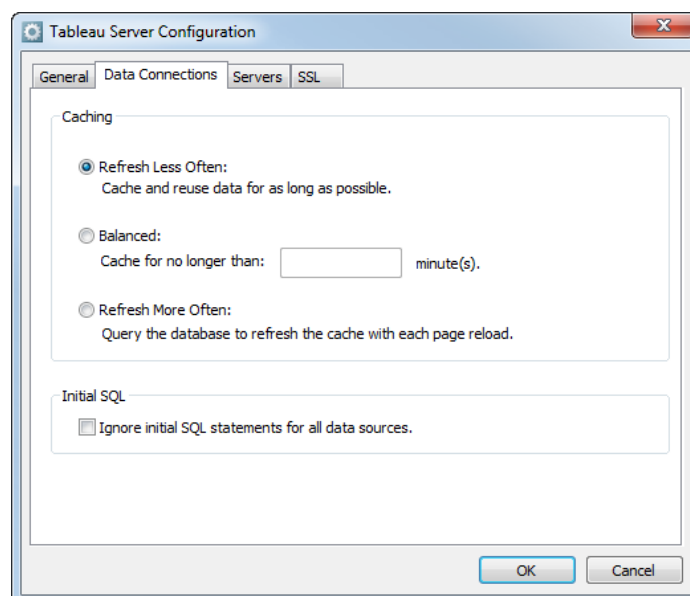 Tableau Server Configuration
General Data Connections Servers SSL
Caching
Refresh Less Often:
Cache and reuse data for as long as possible.
Balanced:
Cache for no longer than: minute(s).
Refresh More Often:
Query the database to refresh the cache with each page reload.
Initial SQL
Ignore initial SQL statements for all data sources.
OK Cancel